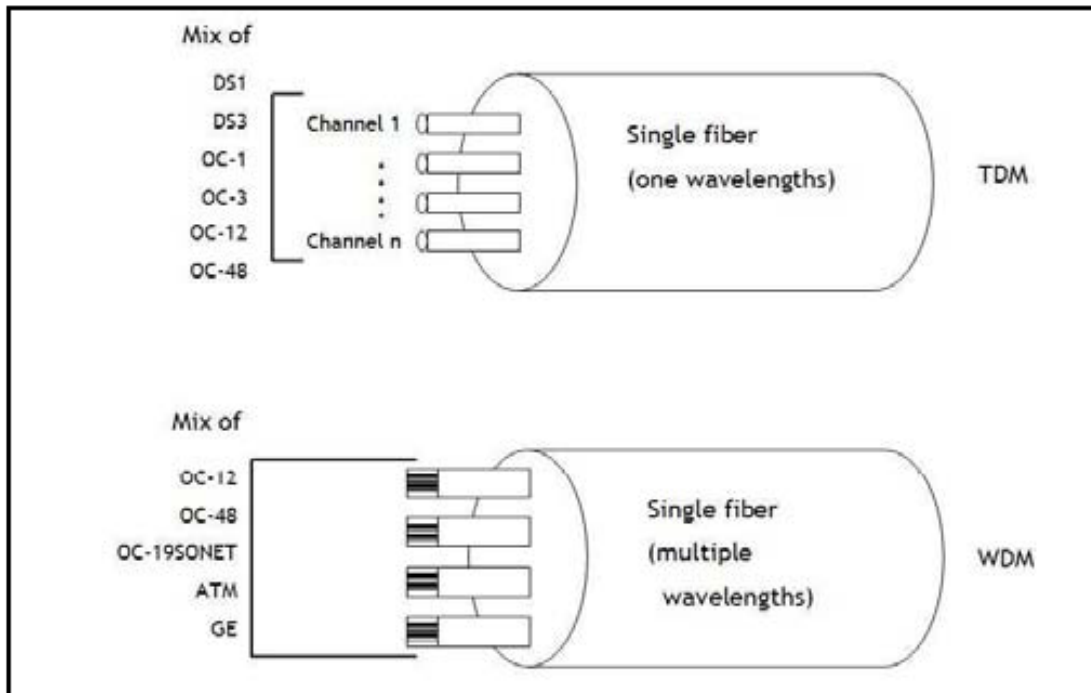 Mix of
DS1
DS3
OC-1
OC-3
OC-12
OC-48
Channel 1
Channel n
Single fiber
(one wavelengths)
TDM
Mix of
OC-12
OC-48
OC-19SONET
ATM
GE
Single fiber
(multiple
wavelengths)
WDM